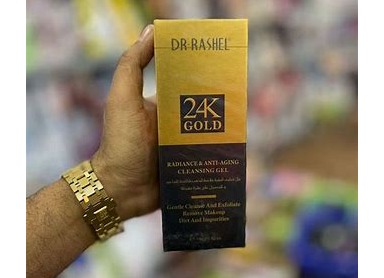 DR·RASHEL
24K
GOLD
RADIANCE & ANTI-AGING
CLEANSING GEL
Gentle Cleanse And Exfoliate
Remove Makeup
Dirt And Impurities